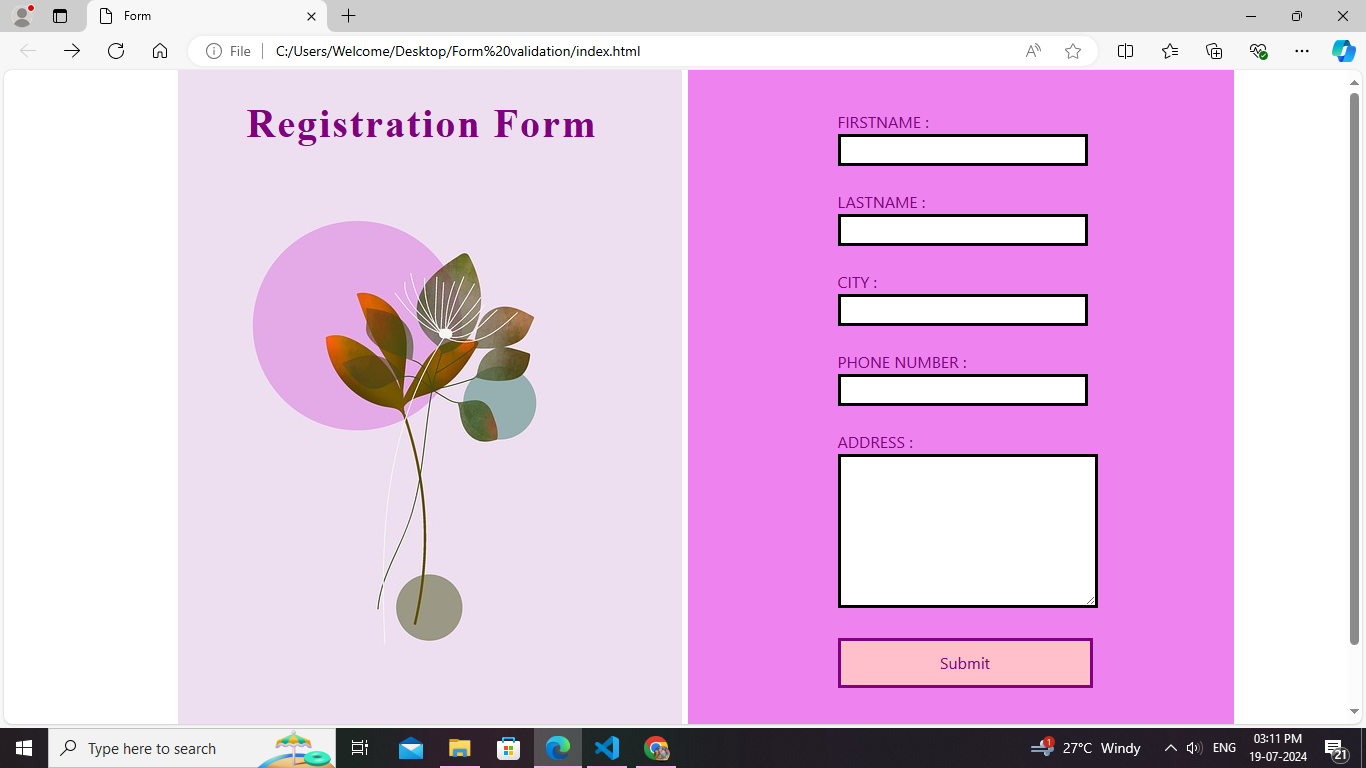 Form
File
C:/Users/Welcome/Desktop/Form%20validation/index.html
Registration Form
FIRSTNAME :
LASTNAME :
CITY :
PHONE NUMBER :
ADDRESS :
Submit
Type here to search
1
27°C Windy
ENG
03:11 PM
19-07-2024
21